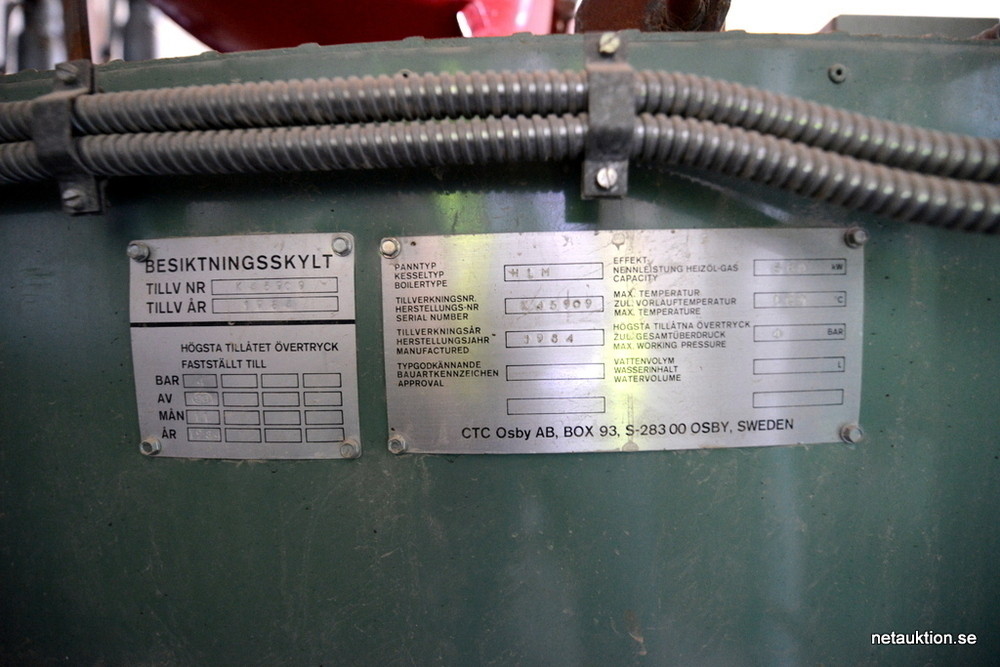 BESIKTNINGSSKYLT
TILLV NR K45909
TILLV ÅR 1984
HÖGSTA TILLÅTET ÖVERTRYCK
FASTSTÄLLT TILL
BAR
AV
MÅN
ÅR
PANNTYP
KESSELTYP
BOILERTYPE
HLM
TILLVERKNINGSNR.
HERSTELLUNGS-NR
SERIAL NUMBER
K45909
TILLVERKNINGSÅR
HERSTELLUNGSJAHR
MANUFACTURED
1984
TYPGODKÄNNANDE
BAUARTKENNZEICHEN
APPROVAL
EFFEKT
NENNLEISTUNG HEIZÖL-GAS
CAPACITY
KW
MAX. TEMPERATUR
ZUL. VORLAUFTEMPERATUR
MAX. TEMPERATURE
°C
HÖGSTA TILLÅTNA ÖVERTRYCK
ZUL. GESAMTÜBERDRUCK
MAX. WORKING PRESSURE
BAR
VATTENVOLYM
WASSERINHALT
WATERVOLUME
L
CTC Osby AB, BOX 93, S-283 00 OSBY, SWEDEN
netauktion.se